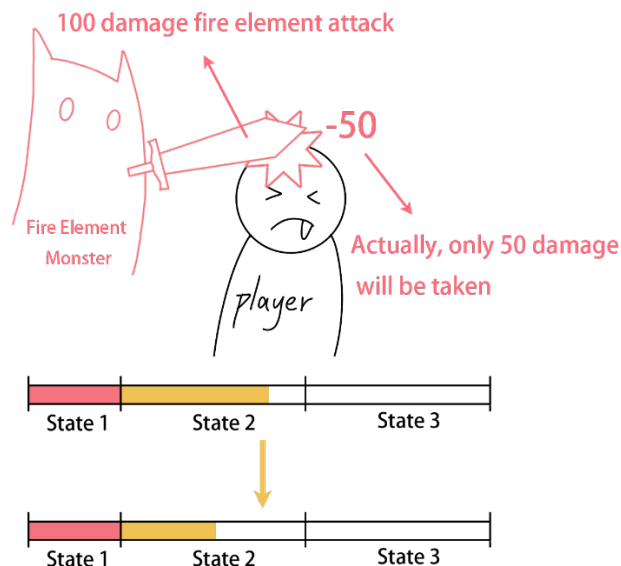 100 damage fire element attack
-50
Fire Element
Monster
Actually, only 50 damage
will be taken
player
State 1 State 2 State 3
State 1 State 2 State 3